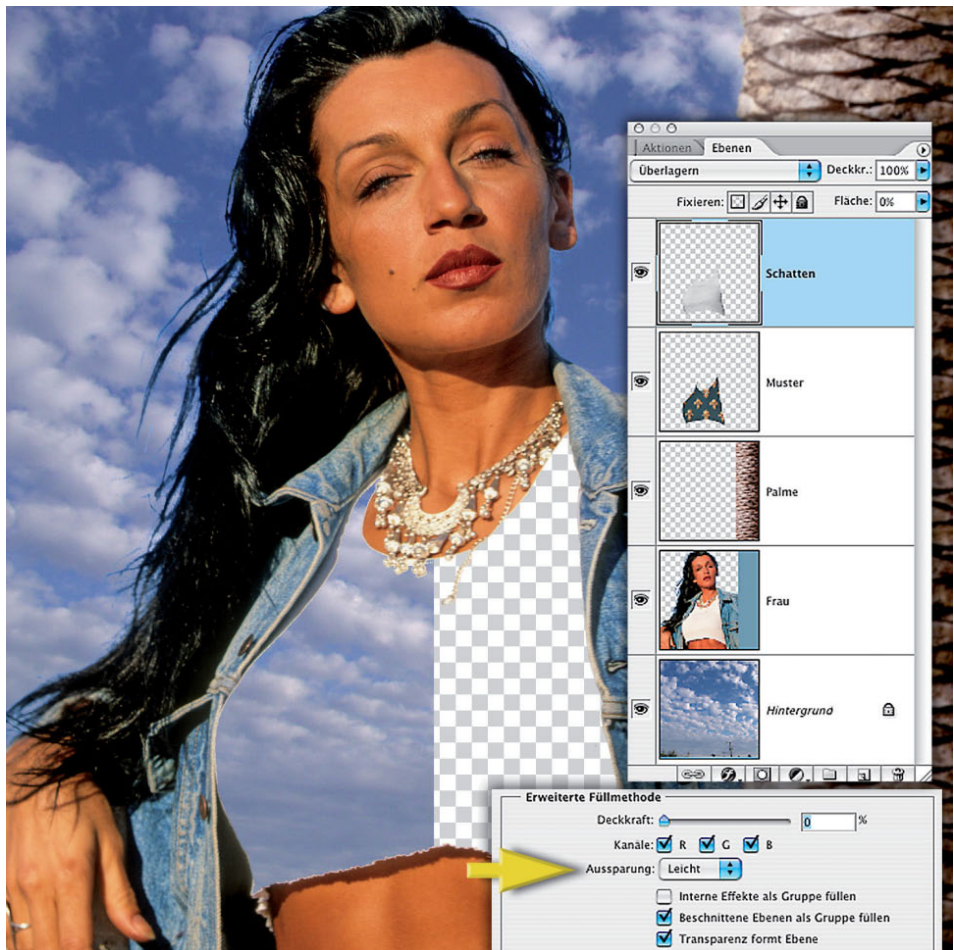 Aktionen Ebenen
Überlagern Deckkr.: 100%
Fixieren: Fläche: 0%
Schatten
Muster
Palme
Frau
Hintergrund
Erweiterte Füllmethode
Deckkraft: 0 %
Kanäle: R G B
Aussparung: Leicht
Interne Effekte als Gruppe füllen
Beschnittene Ebenen als Gruppe füllen
Transparenz formt Ebene